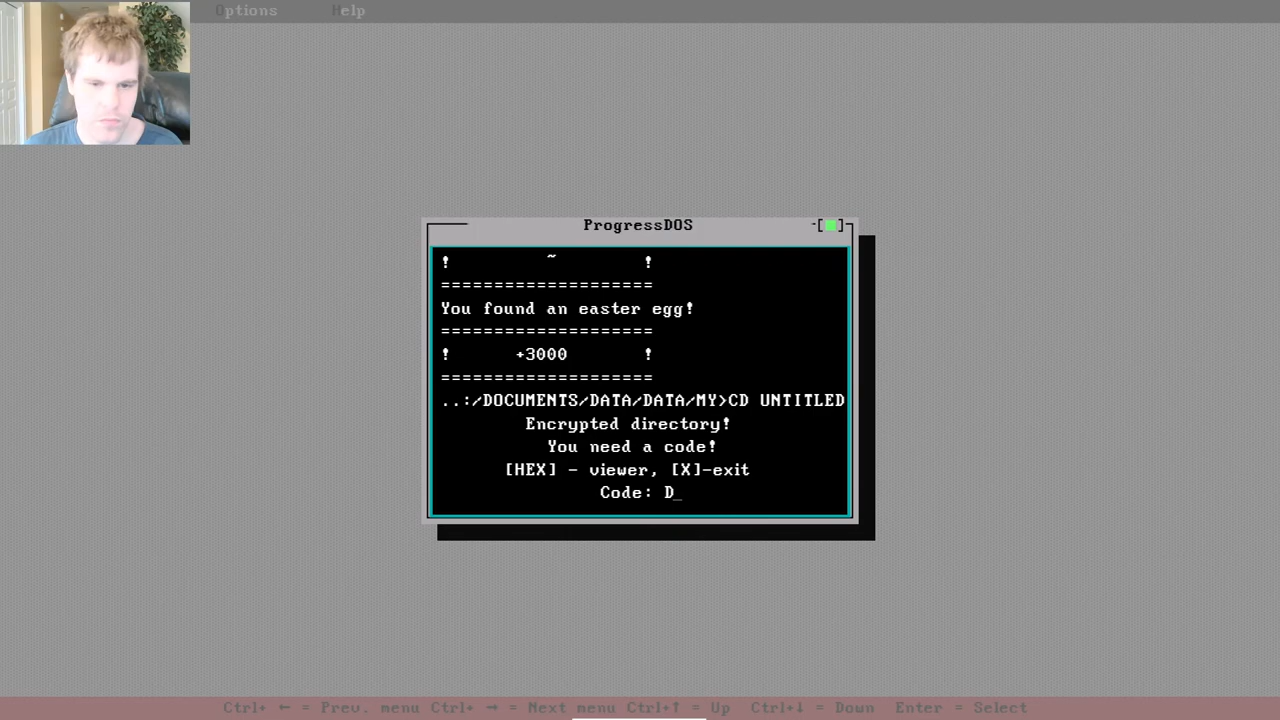 Options Help
ProgressDOS
! ~ !
====================
You found an easter egg!
====================
! +3000 !
====================
..:/DOCUMENTS/DATA/DATA/MY>CD UNTITLED
Encrypted directory!
You need a code!
[HEX] - viewer, [X]-exit
Code: D_
Ctrl+ ← = Prev. menu Ctrl+ → = Next menu Ctrl+↑ = Up Ctrl+↓ = Down Enter = Select